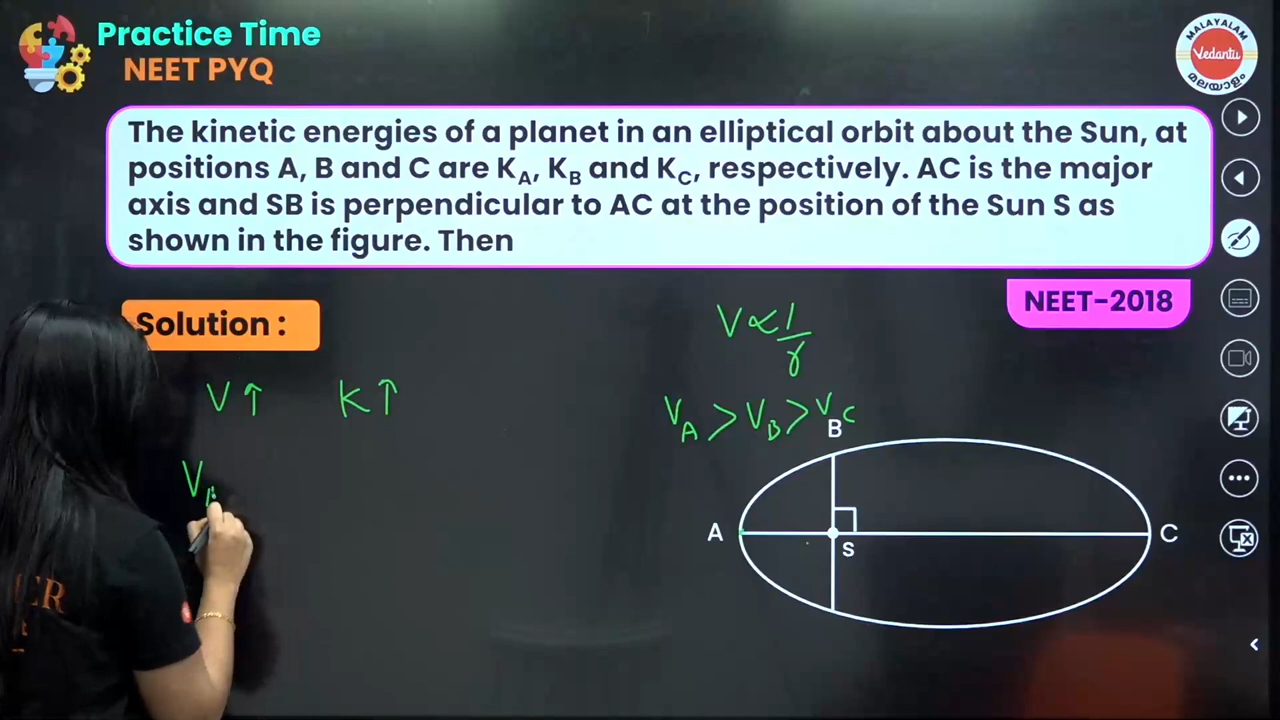 Practice Time
NEET PYQ
MALAYALAM
Vedantu
മലയാളം
The kinetic energies of a planet in an elliptical orbit about the Sun, at
positions A, B and C are K_A, K_B and K_C, respectively. AC is the major
axis and SB is perpendicular to AC at the position of the Sun S as
shown in the figure. Then
NEET-2018
Solution :
V ∝ 1/r
V ↑ K ↑
V_A > V_B > V_C
B
V
A
S
C